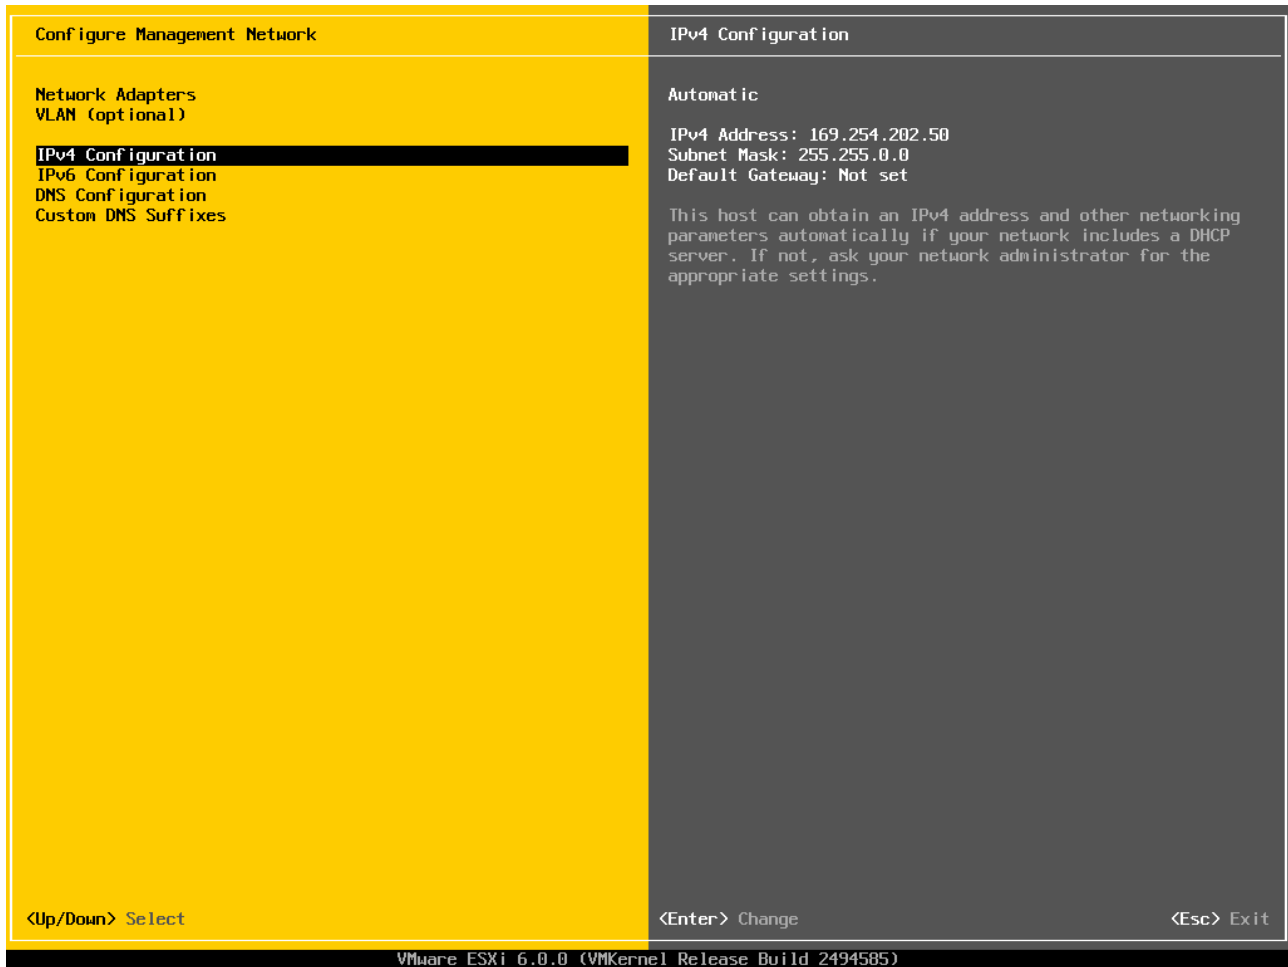 Configure Management Network
Network Adapters
VLAN (optional)
IPv4 Configuration
IPv6 Configuration
DNS Configuration
Custom DNS Suffixes
<Up/Down> Select
IPv4 Configuration
Automatic
IPv4 Address: 169.254.202.50
Subnet Mask: 255.255.0.0
Default Gateway: Not set
This host can obtain an IPv4 address and other networking
parameters automatically if your network includes a DHCP
server. If not, ask your network administrator for the
appropriate settings.
<Enter> Change
<Esc> Exit
VMware ESXi 6.0.0 (VMKernel Release Build 2494585)